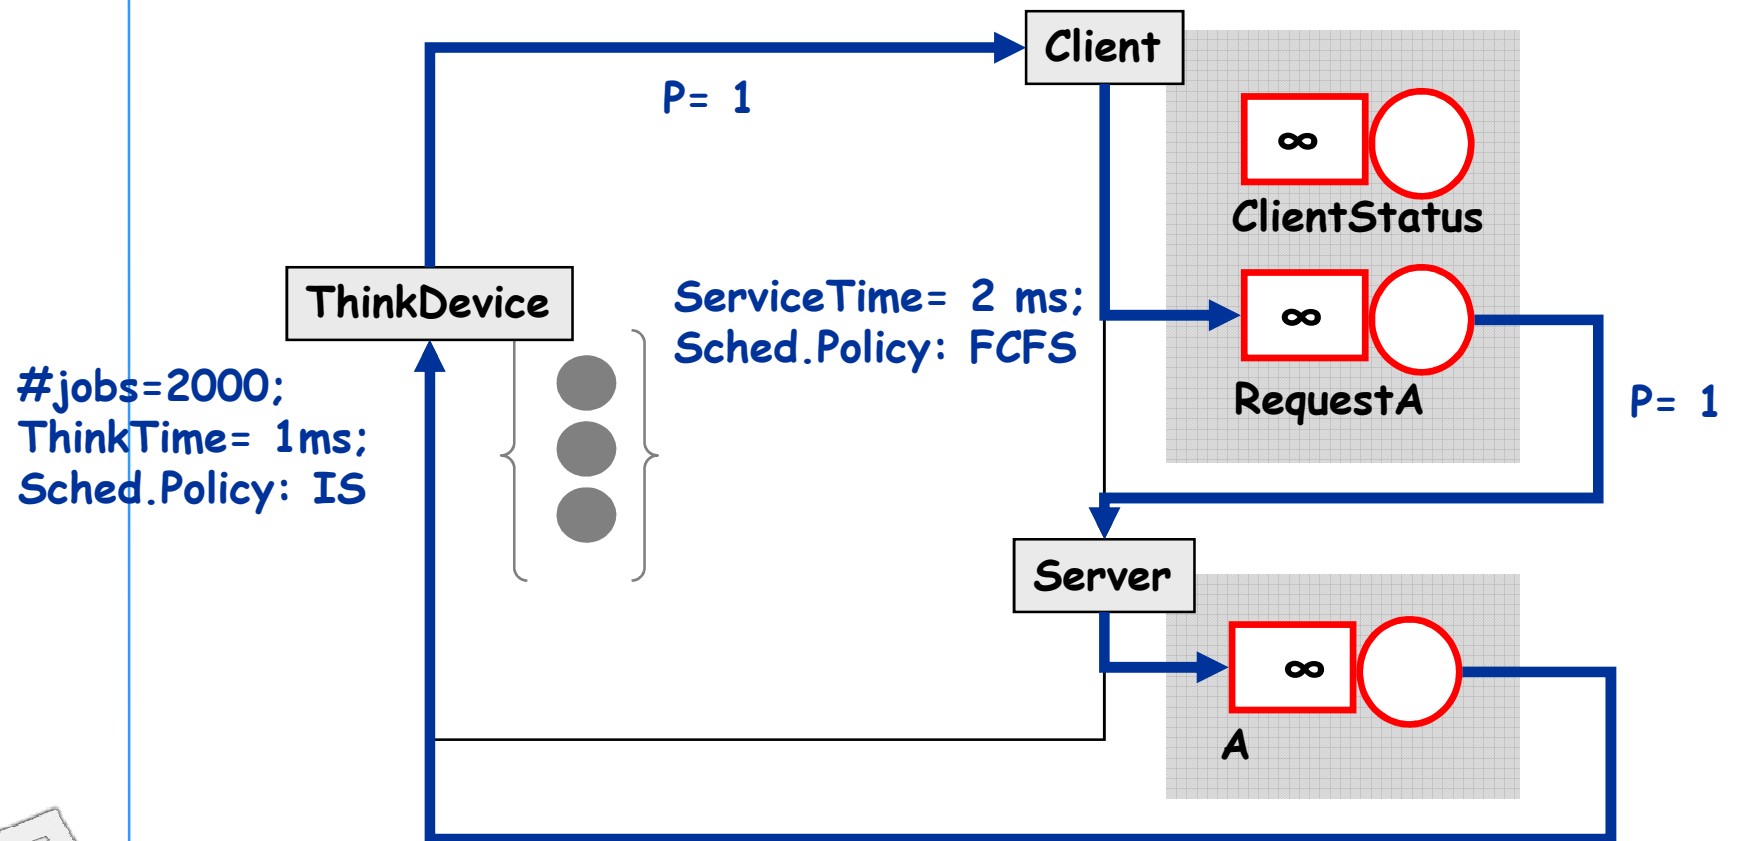 Client
P= 1
∞
ClientStatus
ThinkDevice
ServiceTime= 2 ms;
Sched.Policy: FCFS
∞
RequestA
#jobs=2000;
ThinkTime= 1ms;
Sched.Policy: IS
P= 1
Server
∞
A